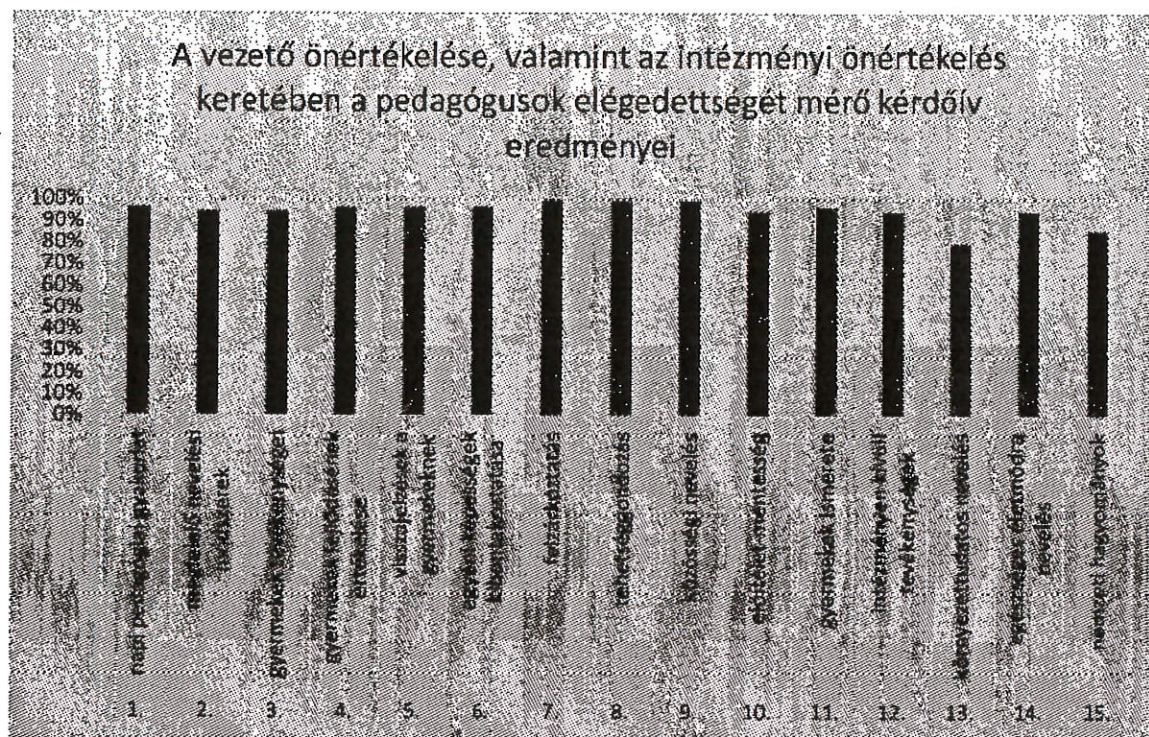 A vezető önértékelése, valamint az intézményi önértékelés
keretében a pedagógusok elégedettségét mérő kérdőív
eredményei
100%
90%
80%
70%
60%
50%
40%
30%
20%
10%
0%
napi pedagógiai gyakorlat
megfelelő nevelési
gyermekek tevékenységei
gyermekek fejlődésének
értékelése
visszajelzések a
gyermekeknek
egyéni képességek
kibontakoztatása
felzárkóztatás
tehetséggondozás
közösségi nevelés
előítélet-mentesség
gyermekek ismerete
intézményen kívüli
tevékenységek
környezettudatos nevelés
egészséges életmódra
nevelés
nemzeti hagyományok
1. 2. 3. 4. 5. 6. 7. 8. 9. 10. 11. 12. 13. 14. 15.